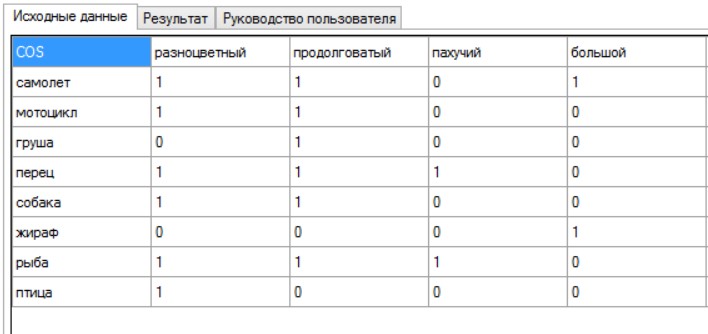 Исходные данные Результат Руководство пользователя
COS разноцветный продолговатый пахучий большой
самолет 1 1 0 1
мотоцикл 1 1 0 0
груша 0 1 0 0
перец 1 1 1 0
собака 1 1 0 0
жираф 0 0 0 1
рыба 1 1 1 0
птица 1 0 0 0